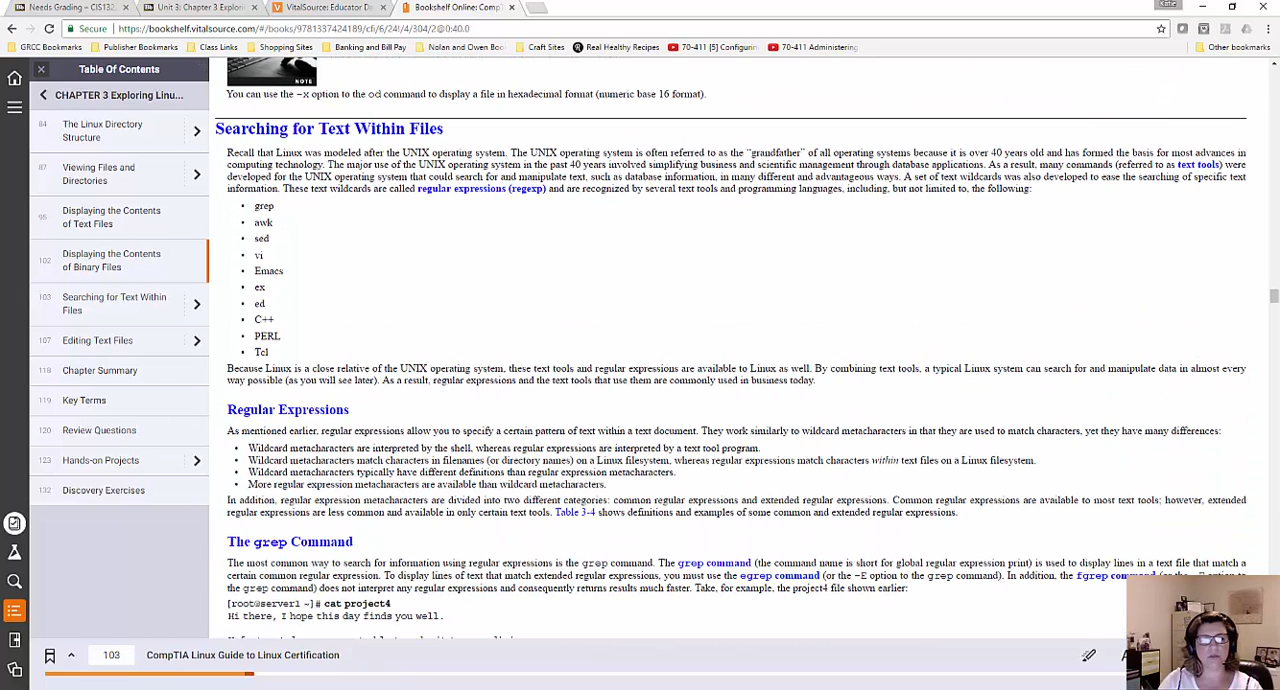 Needs Grading – CIS132,
Unit 3: Chapter 3 Explori
VitalSource: Educator D
Bookshelf Online: Comp
Katie
Secure
https://bookshelf.vitalsource.com/#/books/9781337424189/cfi/6/24!/4/304/2@0:40.0
GRCC Bookmarks
Publisher Bookmarks
Class Links
Shopping Sites
Banking and Bill Pay
Nolan and Owen Boo
Craft Sites
Real Healthy Recipes
70-411 [5] Configurin
70-411 Administering
Other bookmarks
Table Of Contents
CHAPTER 3 Exploring Linu...
84 The Linux Directory
Structure
87 Viewing Files and
Directories
95 Displaying the Contents
of Text Files
102 Displaying the Contents
of Binary Files
103 Searching for Text Within
Files
107 Editing Text Files
118 Chapter Summary
119 Key Terms
120 Review Questions
123 Hands-on Projects
132 Discovery Exercises
NOTE
You can use the –x option to the od command to display a file in hexadecimal format (numeric base 16 format).
Searching for Text Within Files
Recall that Linux was modeled after the UNIX operating system. The UNIX operating system is often referred to as the “grandfather” of all operating systems because it is over 40 years old and has formed the basis for most advances in
computing technology. The major use of the UNIX operating system in the past 40 years involved simplifying business and scientific management through database applications. As a result, many commands (referred to as text tools) were
developed for the UNIX operating system that could search for and manipulate text, such as database information, in many different and advantageous ways. A set of text wildcards was also developed to ease the searching of specific text
information. These text wildcards are called regular expressions (regexp) and are recognized by several text tools and programming languages, including, but not limited to, the following:
• grep
• awk
• sed
• vi
• Emacs
• ex
• ed
• C++
• PERL
• Tcl
Because Linux is a close relative of the UNIX operating system, these text tools and regular expressions are available to Linux as well. By combining text tools, a typical Linux system can search for and manipulate data in almost every
way possible (as you will see later). As a result, regular expressions and the text tools that use them are commonly used in business today.
Regular Expressions
As mentioned earlier, regular expressions allow you to specify a certain pattern of text within a text document. They work similarly to wildcard metacharacters in that they are used to match characters, yet they have many differences:
• Wildcard metacharacters are interpreted by the shell, whereas regular expressions are interpreted by a text tool program.
• Wildcard metacharacters match characters in filenames (or directory names) on a Linux filesystem, whereas regular expressions match characters within text files on a Linux filesystem.
• Wildcard metacharacters typically have different definitions than regular expression metacharacters.
• More regular expression metacharacters are available than wildcard metacharacters.
In addition, regular expression metacharacters are divided into two different categories: common regular expressions and extended regular expressions. Common regular expressions are available to most text tools; however, extended
regular expressions are less common and available in only certain text tools. Table 3-4 shows definitions and examples of some common and extended regular expressions.
The grep Command
The most common way to search for information using regular expressions is the grep command. The grep command (the command name is short for global regular expression print) is used to display lines in a text file that match a
certain common regular expression. To display lines of text that match extended regular expressions, you must use the egrep command (or the –E option to the grep command). In addition, the fgrep
the grep command) does not interpret any regular expressions and consequently returns results much faster. Take, for example, the project4 file shown earlier:
[root@server1 ~]# cat project4
Hi there, I hope this day finds you well.
103
CompTIA Linux Guide to Linux Certification